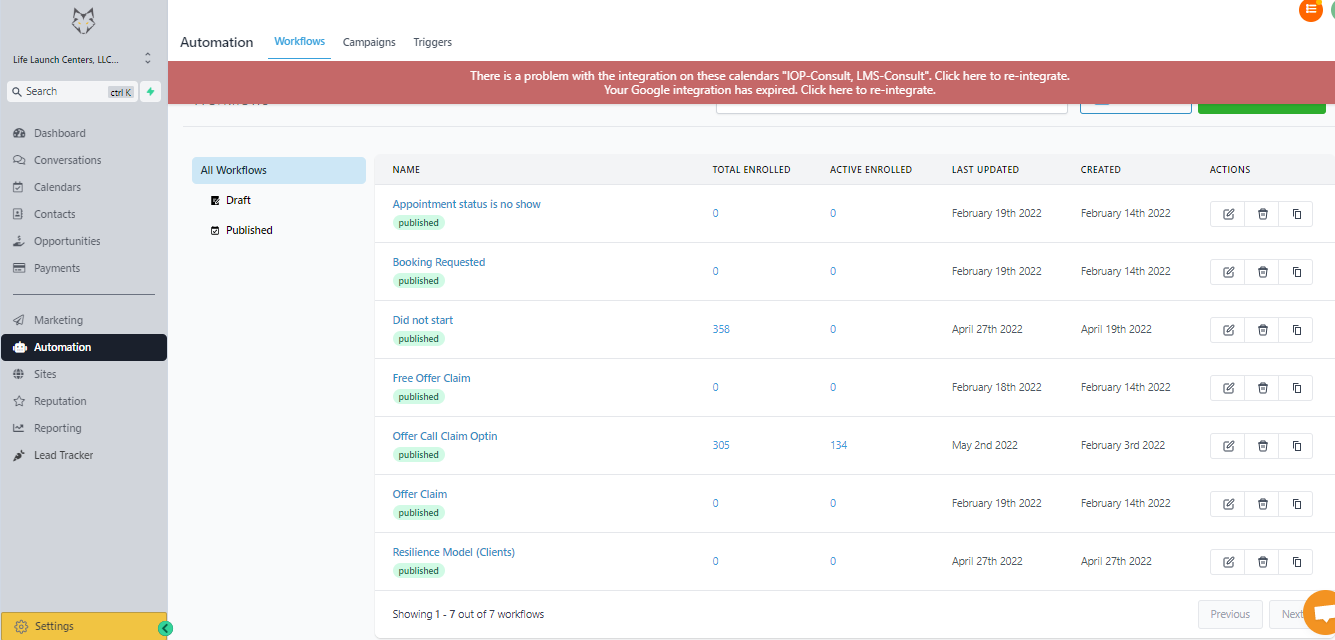 Life Launch Centers, LLC...
Search
ctrl K
Dashboard
Conversations
Calendars
Contacts
Opportunities
Payments
Marketing
Automation
Sites
Reputation
Reporting
Lead Tracker
Settings
Automation
Workflows
Campaigns
Triggers
There is a problem with the integration on these calendars "IOP-Consult, LMS-Consult". Click here to re-integrate.
Your Google integration has expired. Click here to re-integrate.
All Workflows
Draft
Published
NAME TOTAL ENROLLED ACTIVE ENROLLED LAST UPDATED CREATED ACTIONS
Appointment status is no show
published
0 0 February 19th 2022 February 14th 2022
Booking Requested
published
0 0 February 19th 2022 February 14th 2022
Did not start
published
358 0 April 27th 2022 April 19th 2022
Free Offer Claim
published
0 0 February 18th 2022 February 14th 2022
Offer Call Claim Optin
published
305 134 May 2nd 2022 February 3rd 2022
Offer Claim
published
0 0 February 19th 2022 February 14th 2022
Resilience Model (Clients)
published
0 0 April 27th 2022 April 27th 2022
Showing 1 - 7 out of 7 workflows
Previous
Next